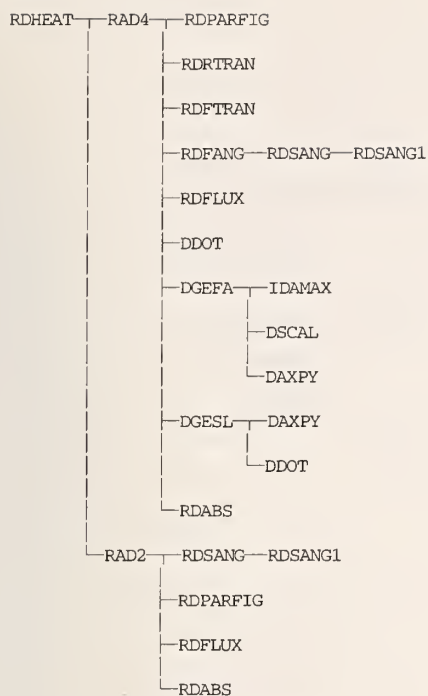 RDHEAT RAD4 RDPARFIG
RDRTRAN
RDFTRAN
RDFANG RDSANG RDSANG1
RDFLUX
DDOT
DGEFA IDAMAX
DSCAL
DAXPY
DGESL DAXPY
DDOT
RDABS
RAD2 RDSANG RDSANG1
RDPARFIG
RDFLUX
RDABS